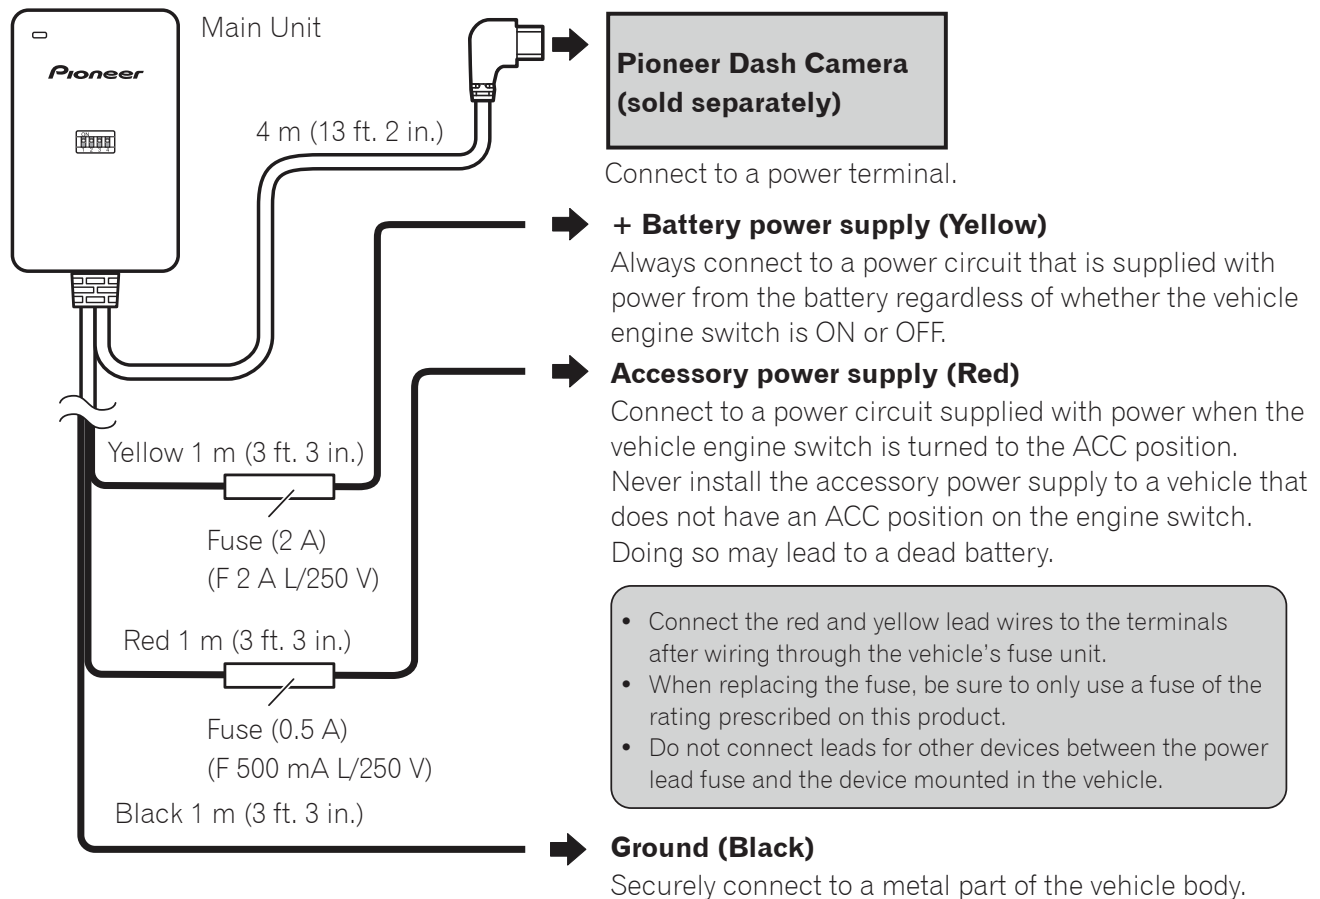 Main Unit
Pioneer
ON
1 2 3 4
4 m (13 ft. 2 in.)
Pioneer Dash Camera
(sold separately)
Connect to a power terminal.
+ Battery power supply (Yellow)
Always connect to a power circuit that is supplied with
power from the battery regardless of whether the vehicle
engine switch is ON or OFF.
Accessory power supply (Red)
Connect to a power circuit supplied with power when the
vehicle engine switch is turned to the ACC position.
Never install the accessory power supply to a vehicle that
does not have an ACC position on the engine switch.
Doing so may lead to a dead battery.
Yellow 1 m (3 ft. 3 in.)
Fuse (2 A)
(F 2 A L/250 V)
Red 1 m (3 ft. 3 in.)
Fuse (0.5 A)
(F 500 mA L/250 V)
• Connect the red and yellow lead wires to the terminals
after wiring through the vehicle's fuse unit.
• When replacing the fuse, be sure to only use a fuse of the
rating prescribed on this product.
• Do not connect leads for other devices between the power
lead fuse and the device mounted in the vehicle.
Black 1 m (3 ft. 3 in.)
Ground (Black)
Securely connect to a metal part of the vehicle body.